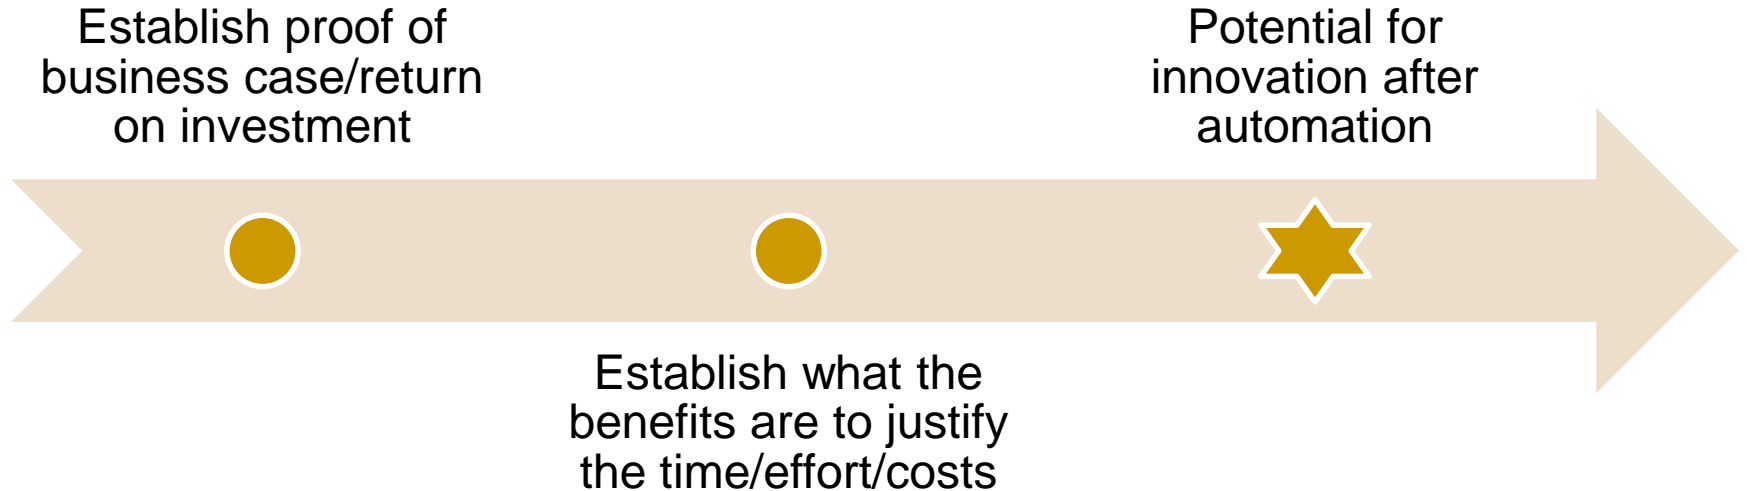 Establish proof of
business case/return
on investment
Establish what the
benefits are to justify
the time/effort/costs
Potential for
innovation after
automation